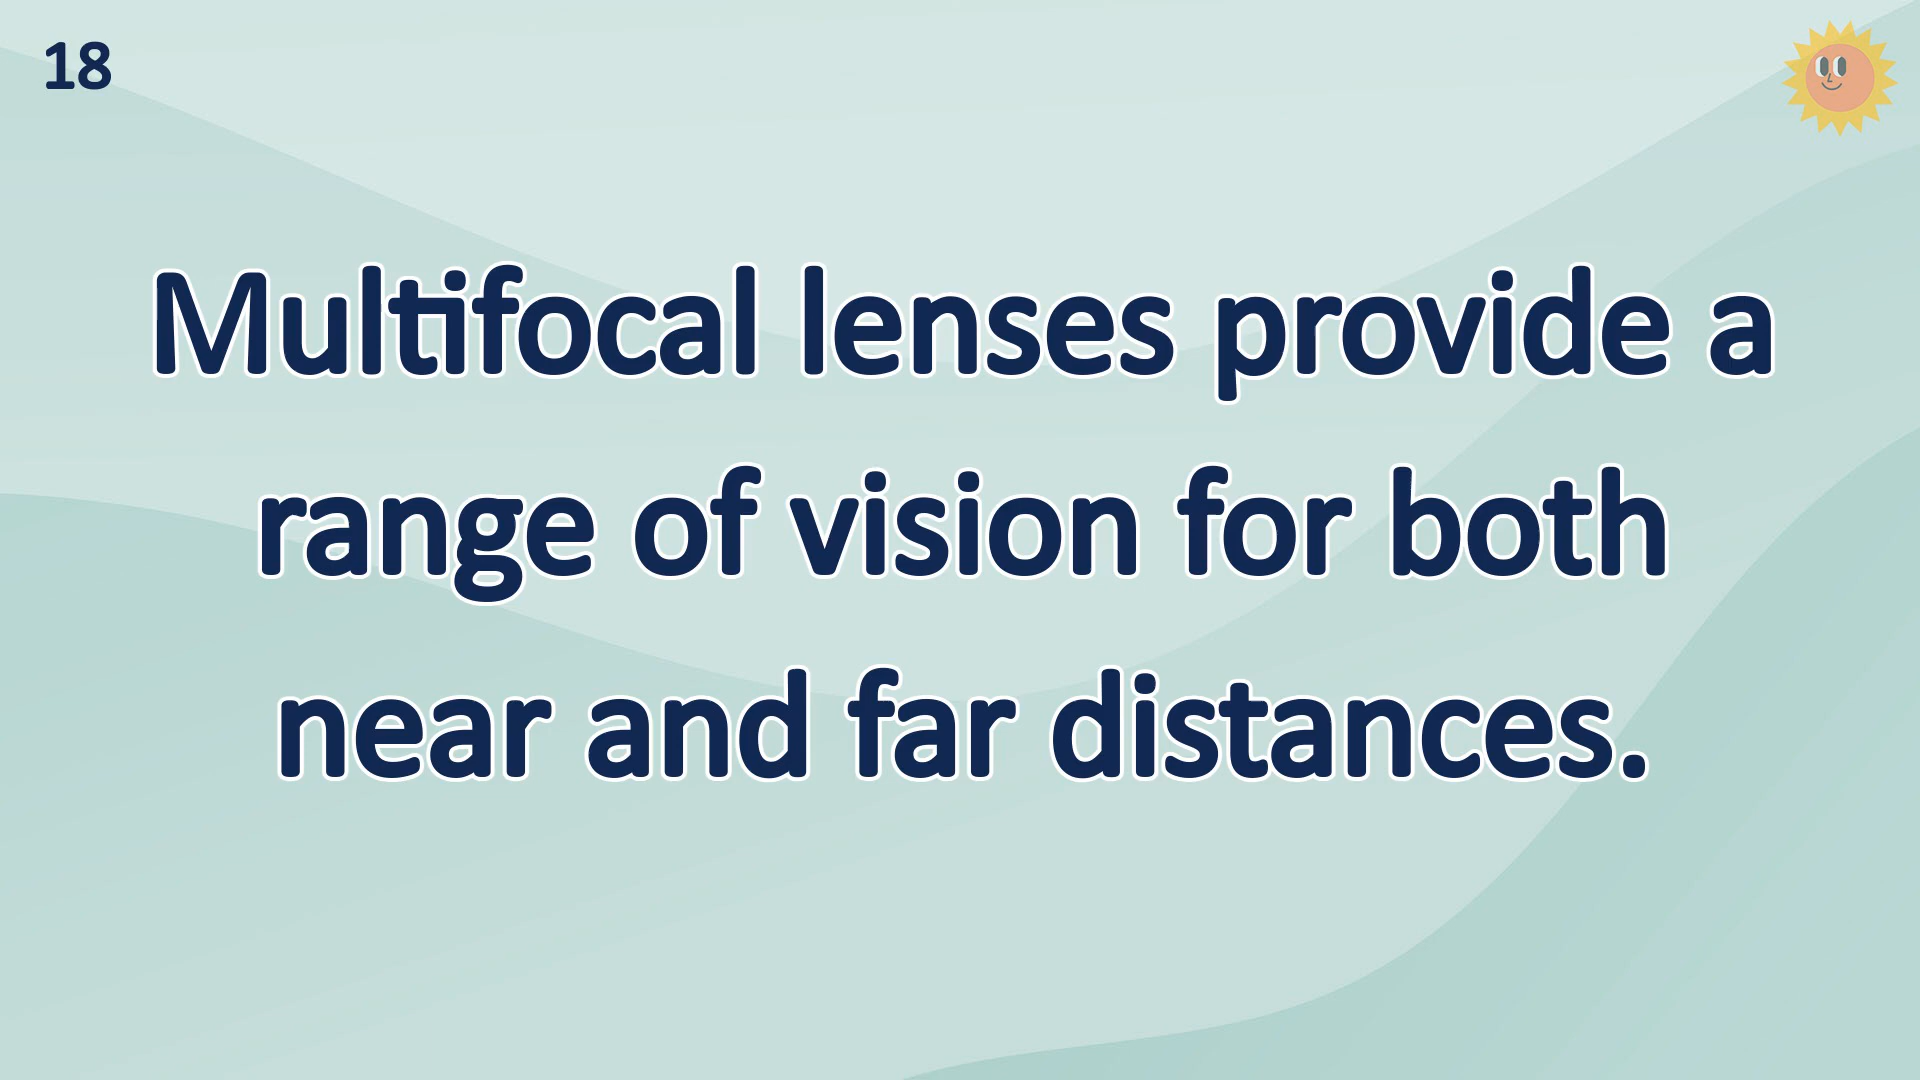 18
Multifocal lenses provide a
range of vision for both
near and far distances.